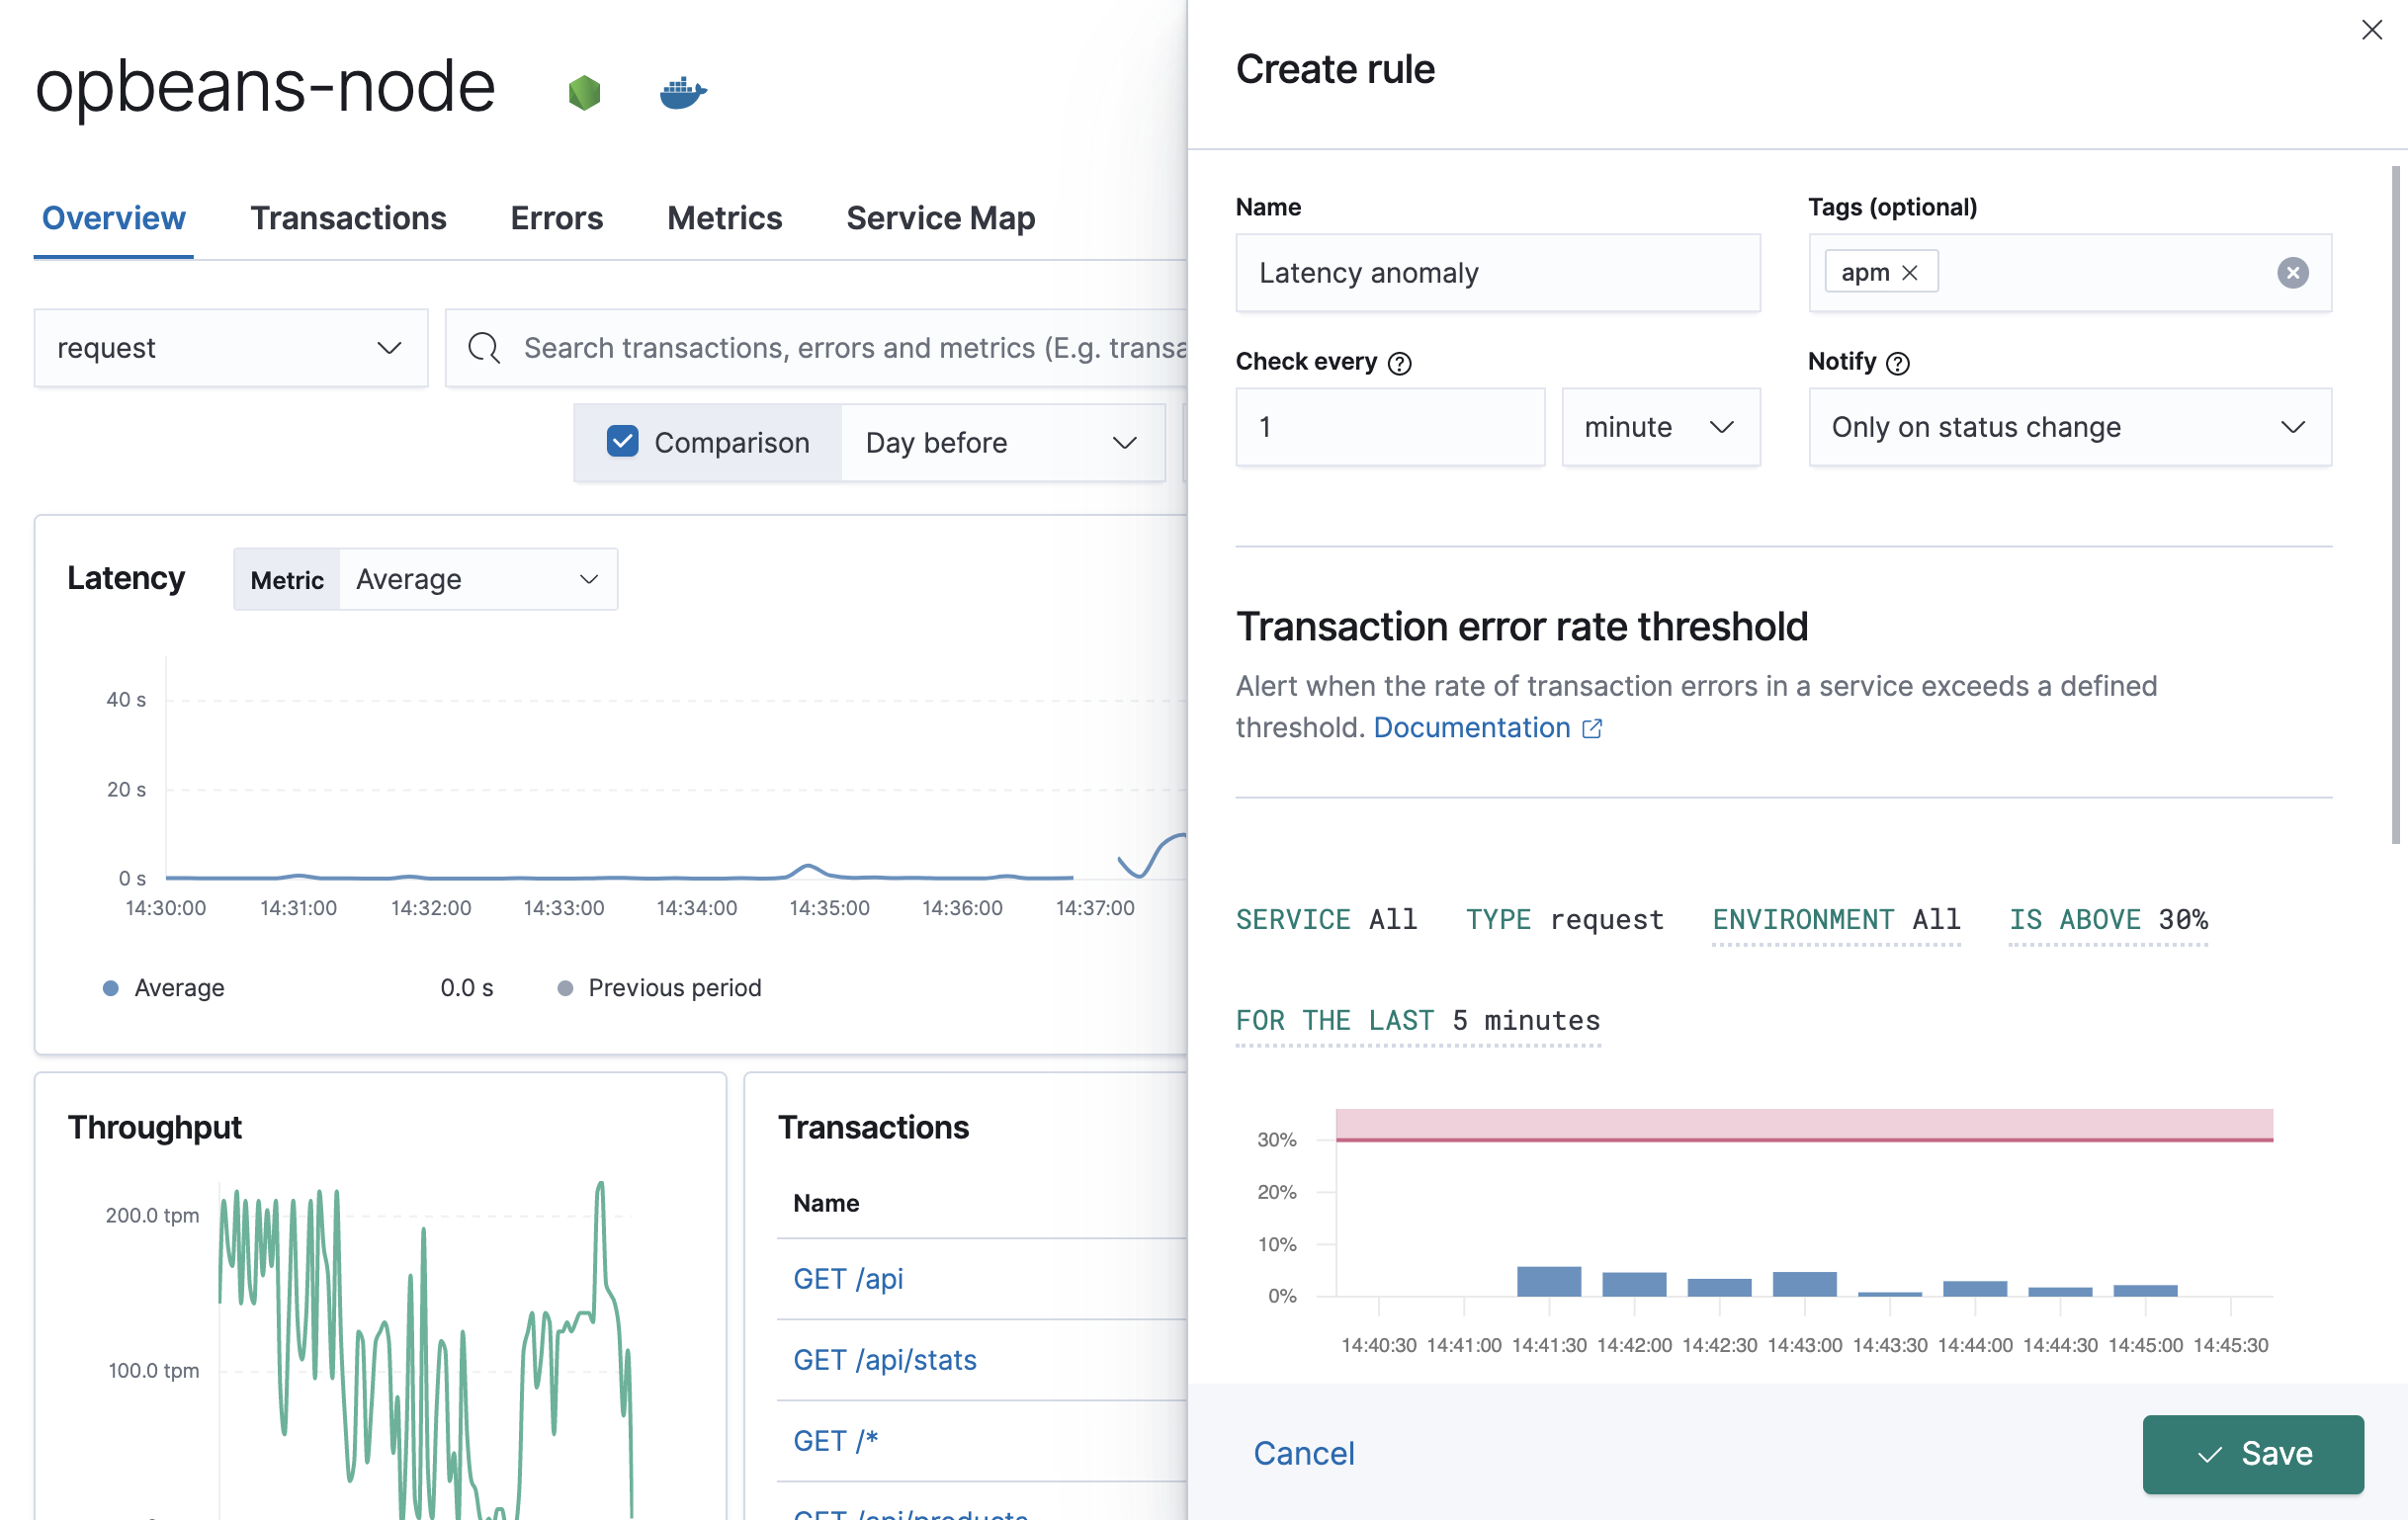 opbeans-node
Overview Transactions Errors Metrics Service Map
request
Search transactions, errors and metrics (E.g. transa
Comparison Day before
Latency Metric Average
40 s
20 s
0 s
14:30:00 14:31:00 14:32:00 14:33:00 14:34:00 14:35:00 14:36:00 14:37:00
Average 0.0 s Previous period
Throughput
200.0 tpm
100.0 tpm
Transactions
Name
GET /api
GET /api/stats
GET /*
GET /api/products
Create rule
Name
Latency anomaly
Tags (optional)
apm
Check every
1 minute
Notify
Only on status change
Transaction error rate threshold
Alert when the rate of transaction errors in a service exceeds a defined
threshold. Documentation
SERVICE All TYPE request ENVIRONMENT All IS ABOVE 30%
FOR THE LAST 5 minutes
30%
20%
10%
0%
14:40:30 14:41:00 14:41:30 14:42:00 14:42:30 14:43:00 14:43:30 14:44:00 14:44:30 14:45:00 14:45:30
Cancel
Save